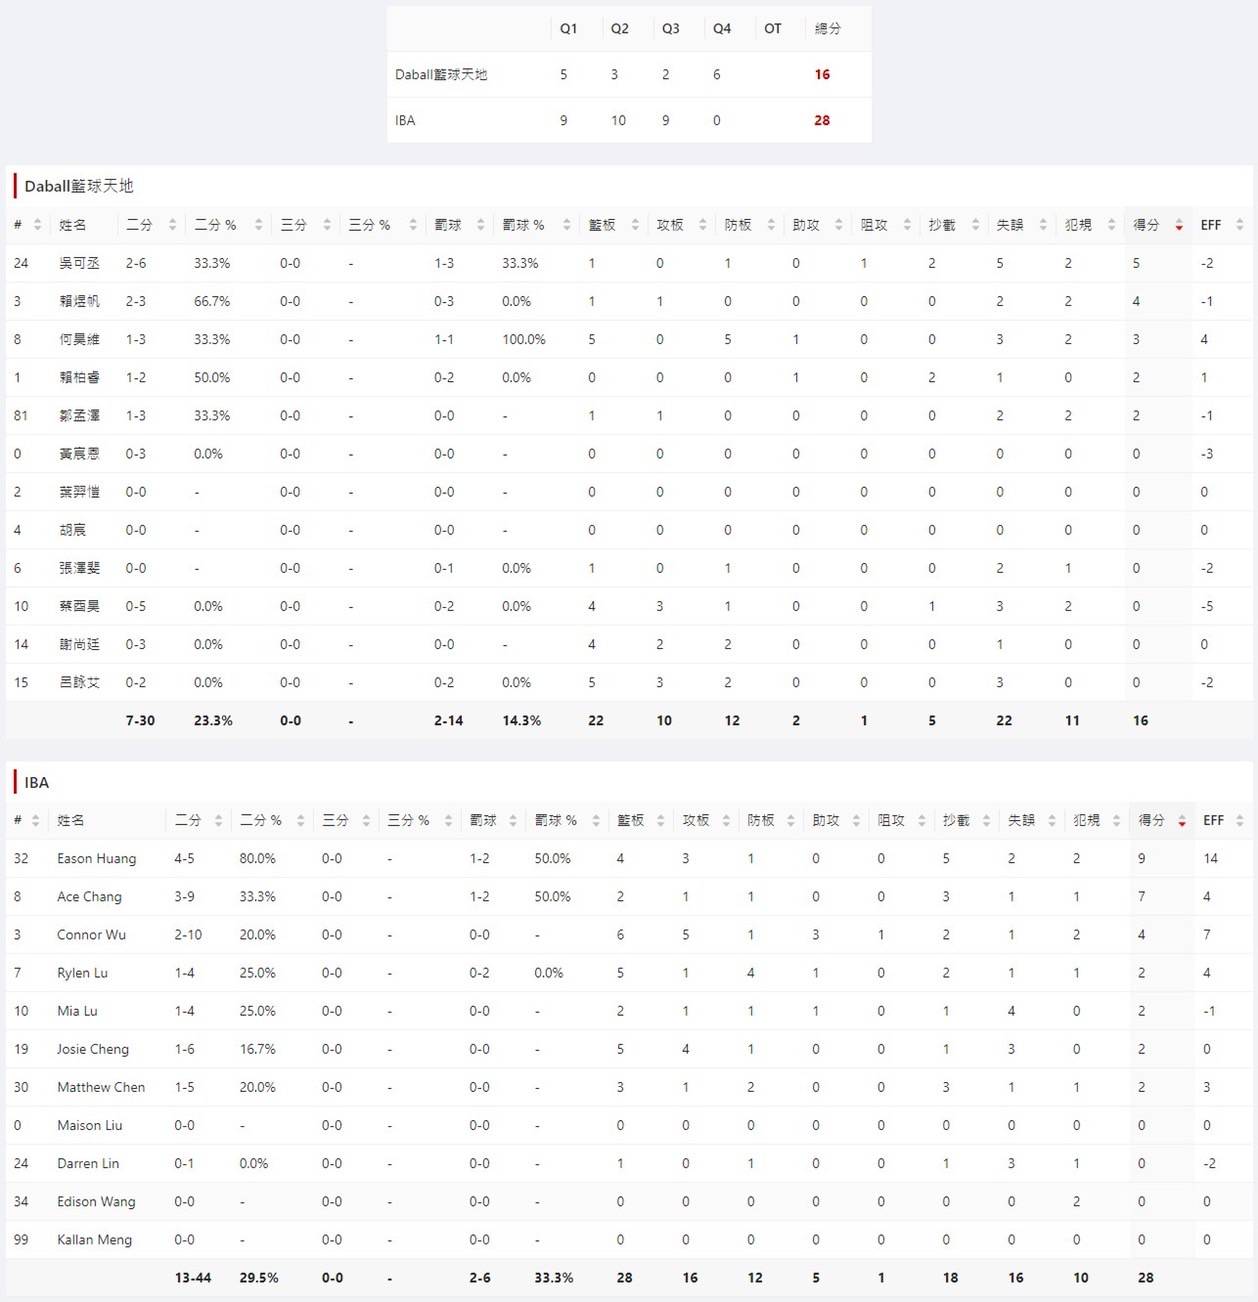 Q1 Q2 Q3 Q4 OT 總分
Daball籃球天地 5 3 2 6 16
IBA 9 10 9 0 28
Daball籃球天地
# 姓名 二分 二分 % 三分 三分 % 罰球 罰球 % 籃板 攻板 防板 助攻 阻攻 抄截 失誤 犯規 得分 EFF
24 吳可丞 2-6 33.3% 0-0 - 1-3 33.3% 1 0 1 0 1 2 5 2 5 -2
3 賴煜帆 2-3 66.7% 0-0 - 0-3 0.0% 1 1 0 0 0 0 2 2 4 -1
8 何昊維 1-3 33.3% 0-0 - 1-1 100.0% 5 0 5 1 0 0 3 2 3 4
1 賴柏睿 1-2 50.0% 0-0 - 0-2 0.0% 0 0 0 1 0 2 1 0 2 1
81 鄭孟澤 1-3 33.3% 0-0 - 0-0 - 1 1 0 0 0 0 2 2 2 -1
0 黃宸恩 0-3 0.0% 0-0 - 0-0 - 0 0 0 0 0 0 0 0 0 -3
2 葉羿愷 0-0 - 0-0 - 0-0 - 0 0 0 0 0 0 0 0 0 0
4 胡宸 0-0 - 0-0 - 0-0 - 0 0 0 0 0 0 0 0 0 0
6 張澤斐 0-0 - 0-0 - 0-1 0.0% 1 0 1 0 0 0 2 1 0 -2
10 蔡酉昊 0-5 0.0% 0-0 - 0-2 0.0% 4 3 1 0 0 1 3 2 0 -5
14 謝尚廷 0-3 0.0% 0-0 - 0-0 - 4 2 2 0 0 0 1 0 0 0
15 呂詠艾 0-2 0.0% 0-0 - 0-2 0.0% 5 3 2 0 0 0 3 0 0 -2
7-30 23.3% 0-0 - 2-14 14.3% 22 10 12 2 1 5 22 11 16
IBA
# 姓名 二分 二分 % 三分 三分 % 罰球 罰球 % 籃板 攻板 防板 助攻 阻攻 抄截 失誤 犯規 得分 EFF
32 Eason Huang 4-5 80.0% 0-0 - 1-2 50.0% 4 3 1 0 0 5 2 2 9 14
8 Ace Chang 3-9 33.3% 0-0 - 1-2 50.0% 2 1 1 0 0 3 1 1 7 4
3 Connor Wu 2-10 20.0% 0-0 - 0-0 - 6 5 1 3 1 2 1 2 4 7
7 Rylen Lu 1-4 25.0% 0-0 - 0-2 0.0% 5 1 4 1 0 2 1 1 2 4
10 Mia Lu 1-4 25.0% 0-0 - 0-0 - 2 1 1 1 0 1 4 0 2 -1
19 Josie Cheng 1-6 16.7% 0-0 - 0-0 - 5 4 1 0 0 1 3 0 2 0
30 Matthew Chen 1-5 20.0% 0-0 - 0-0 - 3 1 2 0 0 3 1 1 2 3
0 Maison Liu 0-0 - 0-0 - 0-0 - 0 0 0 0 0 0 0 0 0 0
24 Darren Lin 0-1 0.0% 0-0 - 0-0 - 1 0 1 0 0 1 3 1 0 -2
34 Edison Wang 0-0 - 0-0 - 0-0 - 0 0 0 0 0 0 0 2 0 0
99 Kallan Meng 0-0 - 0-0 - 0-0 - 0 0 0 0 0 0 0 0 0 0
13-44 29.5% 0-0 - 2-6 33.3% 28 16 12 5 1 18 16 10 28